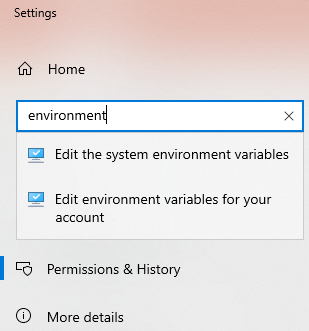 Settings
Home
environment
Edit the system environment variables
Edit environment variables for your
account
Permissions & History
More details